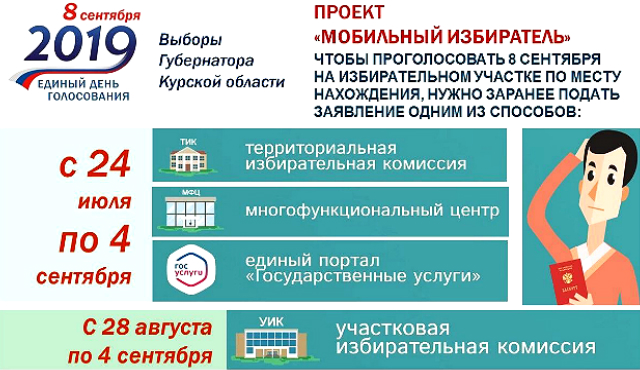 8 сентября
2019
ЕДИНЫЙ ДЕНЬ
ГОЛОСОВАНИЯ
Выборы
Губернатора
Курской области
ПРОЕКТ
«МОБИЛЬНЫЙ ИЗБИРАТЕЛЬ»
ЧТОБЫ ПРОГОЛОСОВАТЬ 8 СЕНТЯБРЯ
НА ИЗБИРАТЕЛЬНОМ УЧАСТКЕ ПО МЕСТУ
НАХОЖДЕНИЯ, НУЖНО ЗАРАНЕЕ ПОДАТЬ
ЗАЯВЛЕНИЕ ОДНИМ ИЗ СПОСОБОВ:
с 24
июля
по 4
сентября
ТИК
территориальная
избирательная комиссия
МФЦ
многофункциональный центр
гос
услуги
единый портал
«Государственные услуги»
С 28 августа
по 4 сентября
УИК
участковая
избирательная комиссия